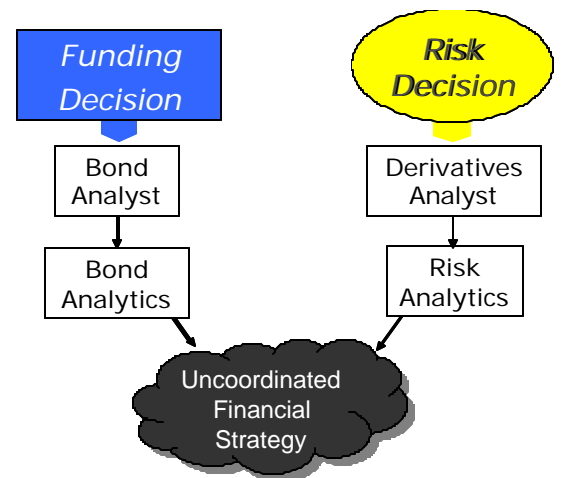 Funding
Decision
Risk
Decision
Bond
Analyst
Derivatives
Analyst
Bond
Analytics
Risk
Analytics
Uncoordinated
Financial
Strategy